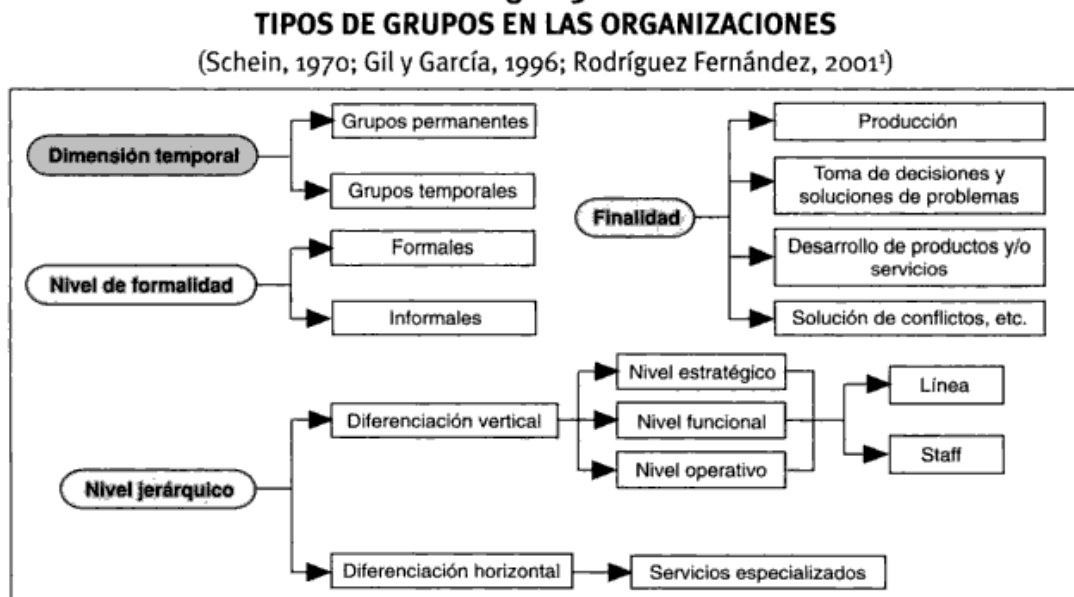 TIPOS DE GRUPOS EN LAS ORGANIZACIONES
(Schein, 1970; Gil y García, 1996; Rodríguez Fernández, 2001¹)
Dimensión temporal
Grupos permanentes
Grupos temporales
Nivel de formalidad
Formales
Informales
Finalidad
Producción
Toma de decisiones y
soluciones de problemas
Desarrollo de productos y/o
servicios
Solución de conflictos, etc.
Nivel jerárquico
Diferenciación vertical
Nivel estratégico
Nivel funcional
Nivel operativo
Línea
Staff
Diferenciación horizontal
Servicios especializados